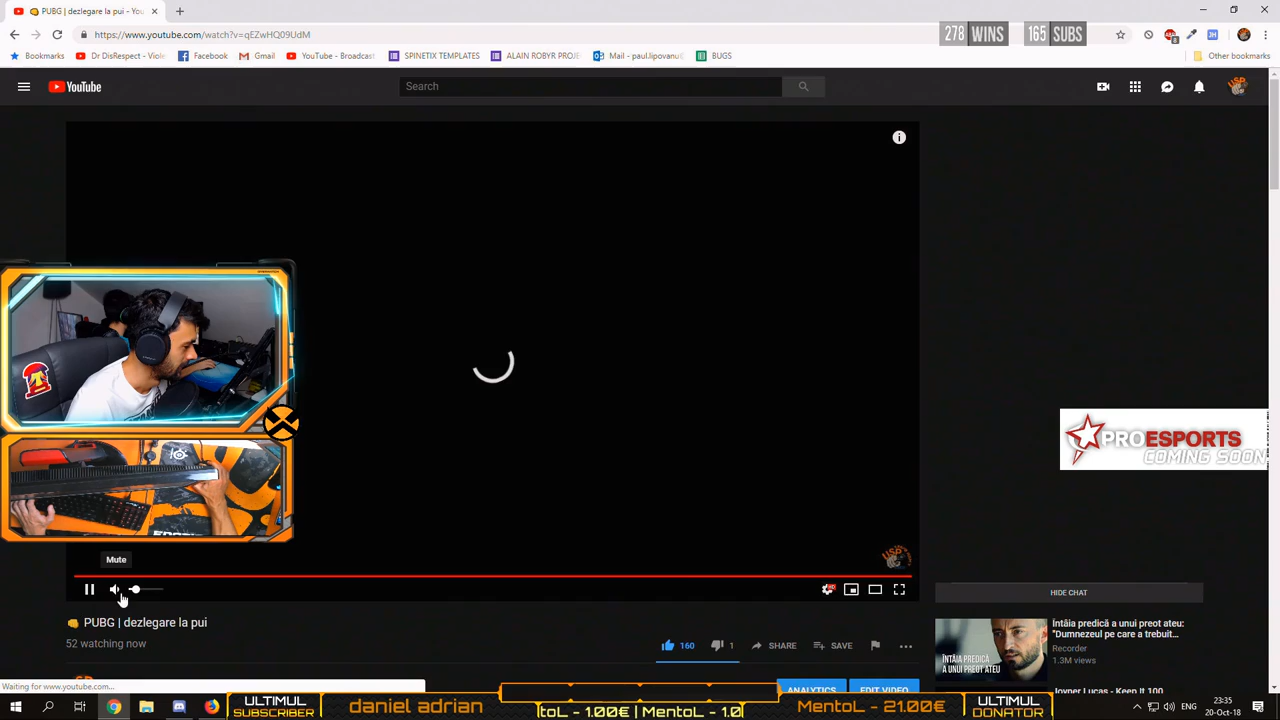 PUBG | dezlegare la pui - You
https://www.youtube.com/watch?v=qEZwHQ09UdM
278 WINS
165 SUBS
Bookmarks
Dr DisRespect - Viole
Facebook
Gmail
YouTube - Broadcast
SPINETIX TEMPLATES
ALAIN ROBYR PROJE
Mail - paul.lipovanu
BUGS
Other bookmarks
YouTube
Search
USP
PROESPORTS
COMING SOON
Mute
USP
HD
HIDE CHAT
👊 PUBG | dezlegare la pui
52 watching now
160
1
SHARE
SAVE
ÎNTÂIA PREDICĂ
A UNUI PREOT ATEU
Întâia predică a unui preot ateu:
"Dumnezeul pe care a trebuit...
Recorder
1.3M views
Joyner Lucas - Keep It 100
ANALYTICS
EDIT VIDEO
Waiting for www.youtube.com...
ULTIMUL
SUBSCRIBER
daniel adrian
toL - 1.00€ | MentoL - 1.0
MentoL - 21.00€
ULTIMUL
DONATOR
ENG
23:35
20-Oct-18